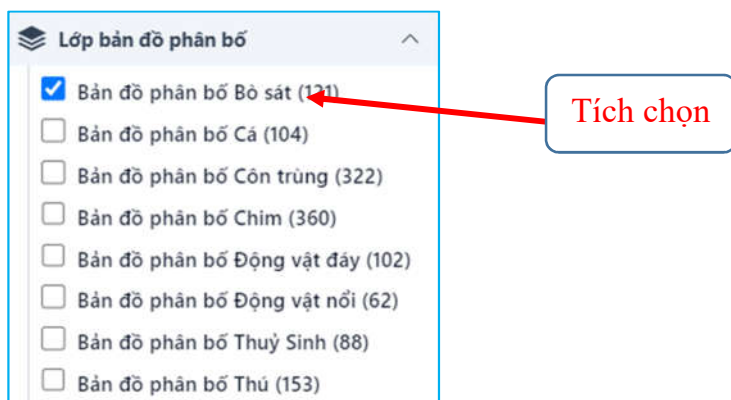 Lớp bản đồ phân bố
Bản đồ phân bố Bò sát (121)
Tích chọn
Bản đồ phân bố Cá (104)
Bản đồ phân bố Côn trùng (322)
Bản đồ phân bố Chim (360)
Bản đồ phân bố Động vật đáy (102)
Bản đồ phân bố Động vật nổi (62)
Bản đồ phân bố Thuỷ Sinh (88)
Bản đồ phân bố Thú (153)